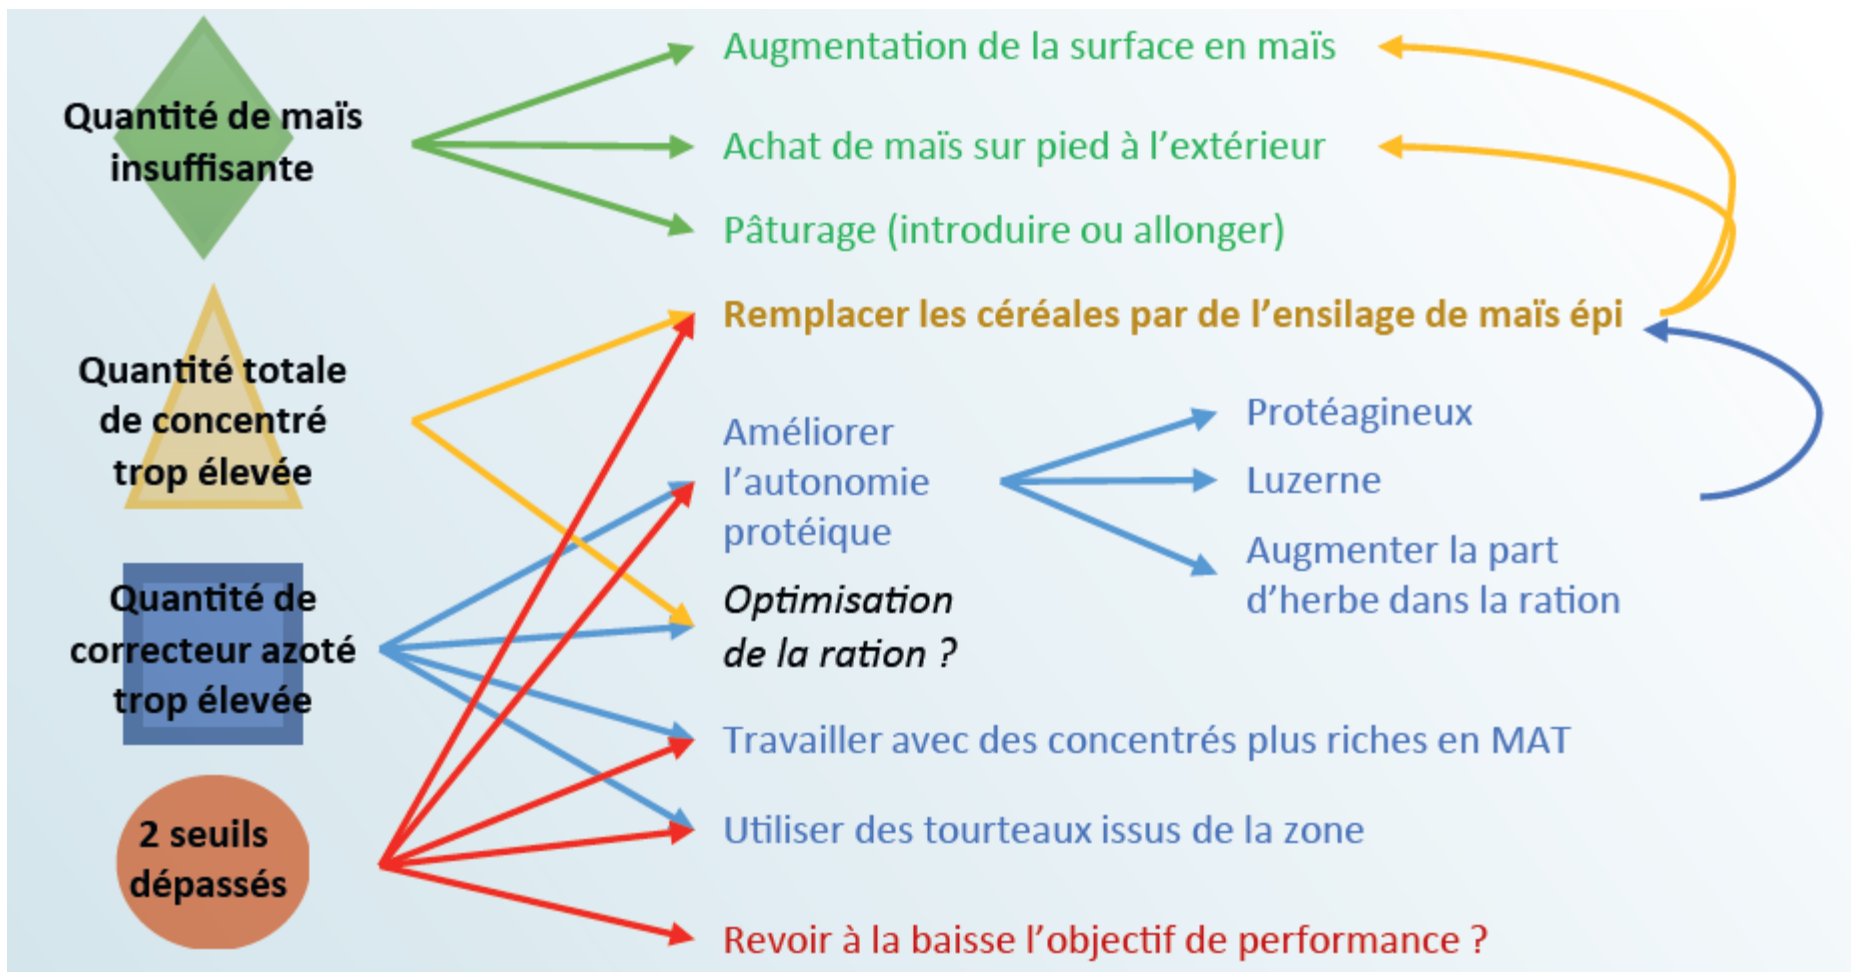 Quantité de maïs
insuffisante
Quantité totale
de concentré
trop élevée
Quantité de
correcteur azoté
trop élevée
2 seuils
dépassés
Augmentation de la surface en maïs
Achat de maïs sur pied à l’extérieur
Pâturage (introduire ou allonger)
Remplacer les céréales par de l’ensilage de maïs épi
Améliorer
l’autonomie
protéique
Protéagineux
Luzerne
Augmenter la part
d’herbe dans la ration
Optimisation
de la ration ?
Travailler avec des concentrés plus riches en MAT
Utiliser des tourteaux issus de la zone
Revoir à la baisse l’objectif de performance ?